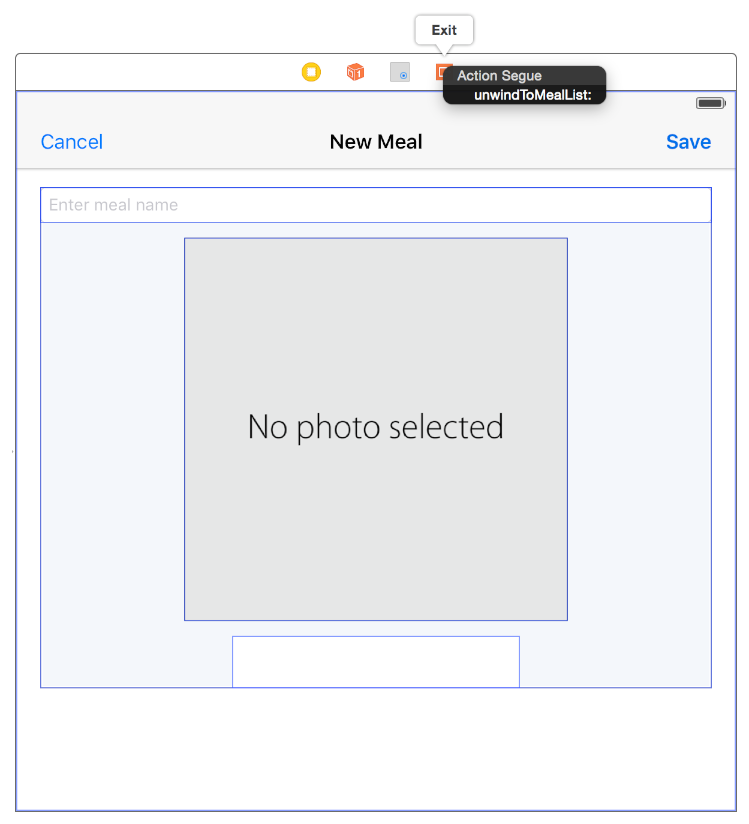 Exit
Action Segue
unwindToMealList:
Cancel New Meal Save
Enter meal name
No photo selected